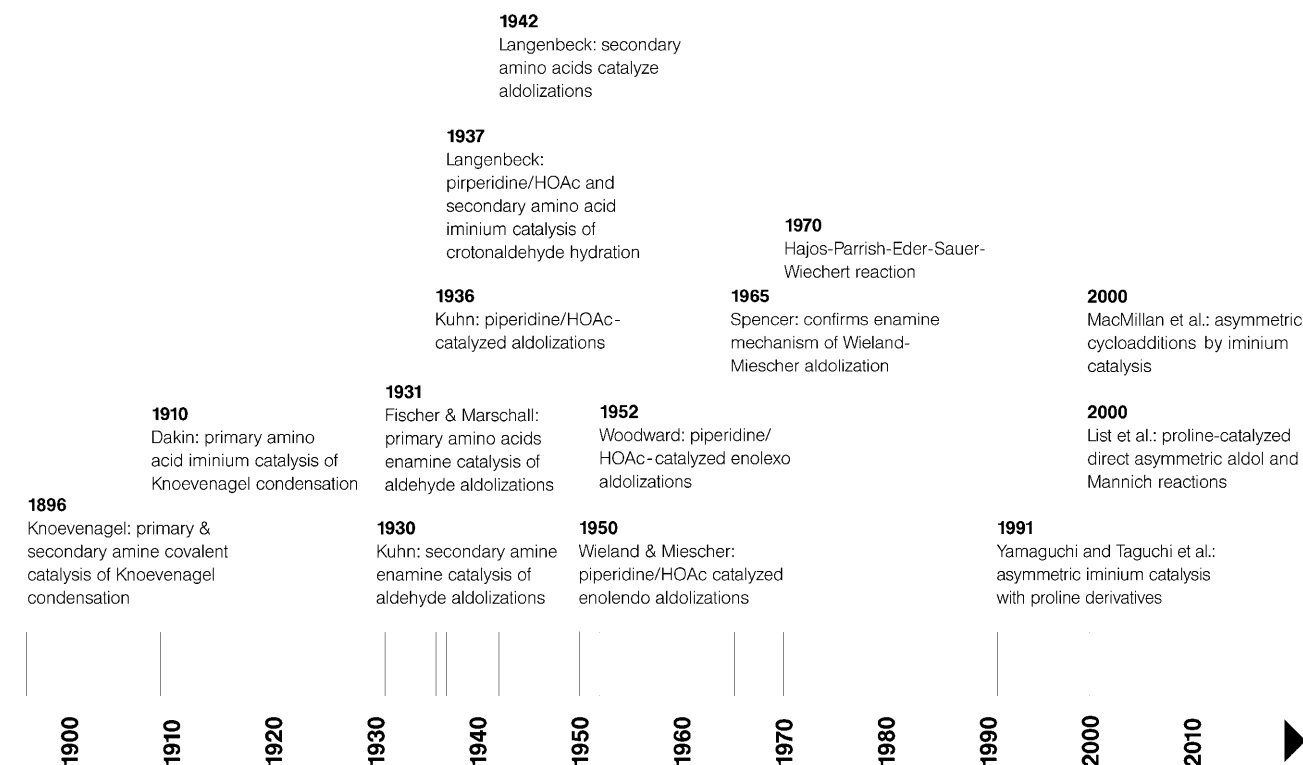 1942
Langenbeck: secondary
amino acids catalyze
aldolizations
1937
Langenbeck:
pirperidine/HOAc and
secondary amino acid
iminium catalysis of
crotonaldehyde hydration
1970
Hajos-Parrish-Eder-Sauer-
Wiechert reaction
1936
Kuhn: piperidine/HOAc-
catalyzed aldolizations
1965
Spencer: confirms enamine
mechanism of Wieland-
Miescher aldolization
2000
MacMillan et al.: asymmetric
cycloadditions by iminium
catalysis
1931
Fischer & Marschall:
primary amino acids
enamine catalysis of
aldehyde aldolizations
1910
Dakin: primary amino
acid iminium catalysis of
Knoevenagel condensation
1952
Woodward: piperidine/
HOAc-catalyzed enolexo
aldolizations
2000
List et al.: proline-catalyzed
direct asymmetric aldol and
Mannich reactions
1896
Knoevenagel: primary &
secondary amine covalent
catalysis of Knoevenagel
condensation
1930
Kuhn: secondary amine
enamine catalysis of
aldehyde aldolizations
1950
Wieland & Miescher:
piperidine/HOAc catalyzed
enolendo aldolizations
1991
Yamaguchi and Taguchi et al.:
asymmetric iminium catalysis
with proline derivatives
1900
1910
1920
1930
1940
1950
1960
1970
1980
1990
2000
2010